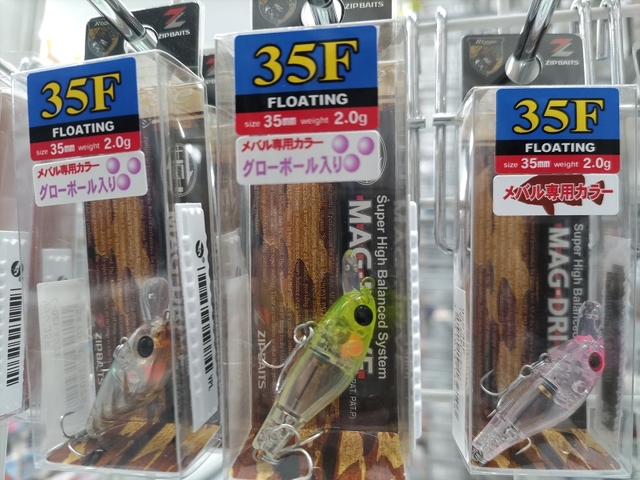 ZIPBAITS
35F
FLOATING
size 35mm weight 2.0g
メバル専用カラー
グローボール入り
ZIPBAITS
ZIPBAITS
35F
FLOATING
size 35mm weight 2.0g
メバル専用カラー
グローボール入り
Super High Balanced System
ZIPBAITS
ZIPBAITS
35F
FLOATING
size 35mm weight 2.0g
メバル専用カラー
Super High Balanced
MAG-DRI